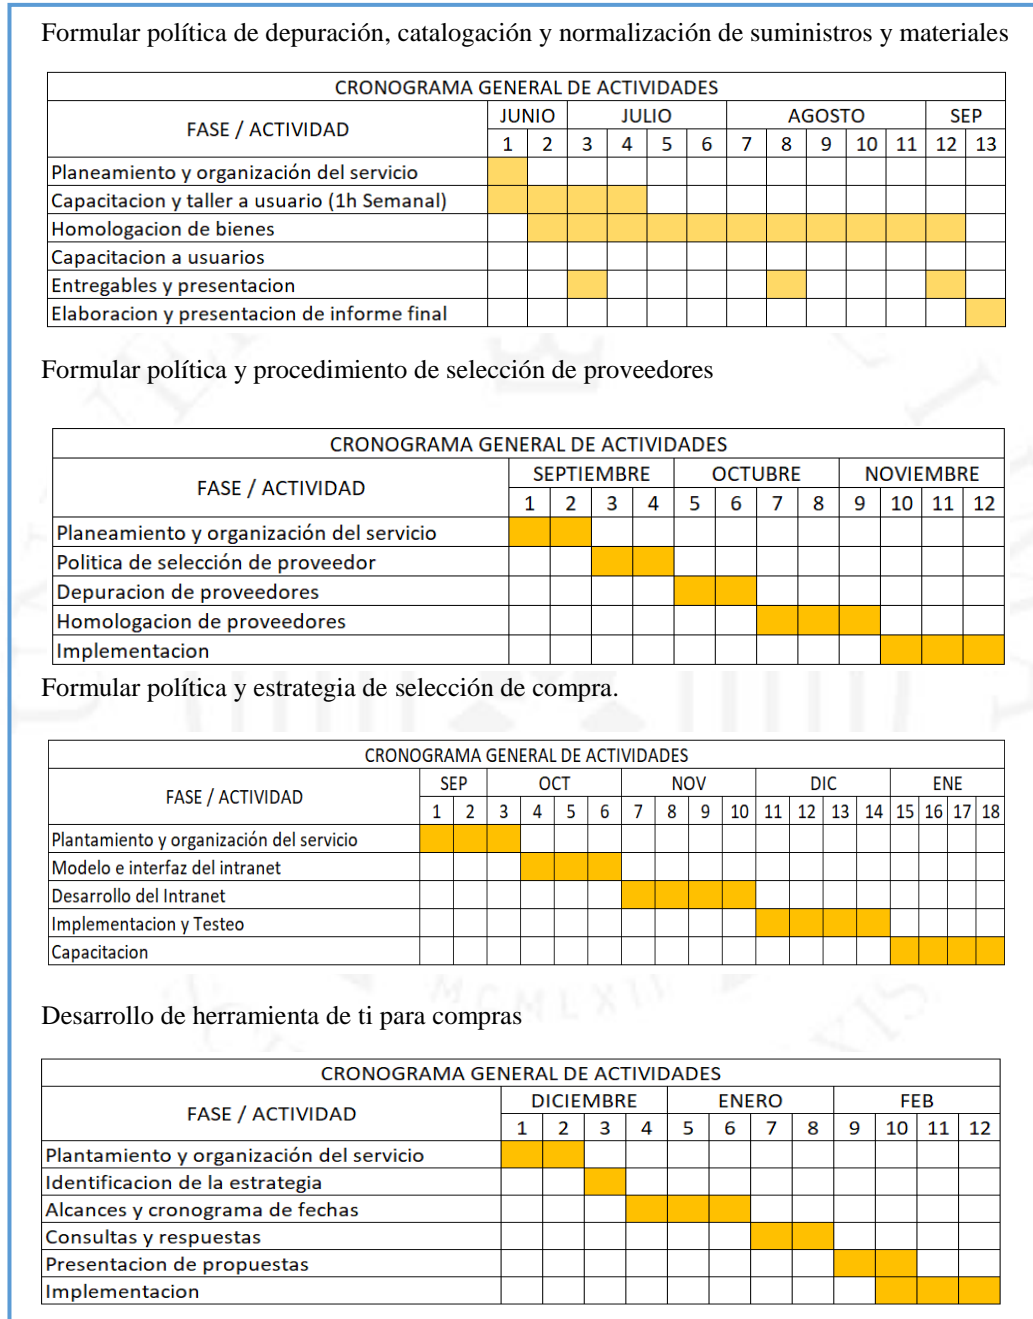 Formular política de depuración, catalogación y normalización de suministros y materiales
CRONOGRAMA GENERAL DE ACTIVIDADES
FASE / ACTIVIDAD
JUNIO JULIO AGOSTO SEP
1 2 3 4 5 6 7 8 9 10 11 12 13
Planeamiento y organización del servicio
Capacitacion y taller a usuario (1h Semanal)
Homologacion de bienes
Capacitacion a usuarios
Entregables y presentacion
Elaboracion y presentacion de informe final
Formular política y procedimiento de selección de proveedores
CRONOGRAMA GENERAL DE ACTIVIDADES
FASE / ACTIVIDAD
SEPTIEMBRE OCTUBRE NOVIEMBRE
1 2 3 4 5 6 7 8 9 10 11 12
Planeamiento y organización del servicio
Politica de selección de proveedor
Depuracion de proveedores
Homologacion de proveedores
Implementacion
Formular política y estrategia de selección de compra.
CRONOGRAMA GENERAL DE ACTIVIDADES
FASE / ACTIVIDAD
SEP OCT NOV DIC ENE
1 2 3 4 5 6 7 8 9 10 11 12 13 14 15 16 17 18
Plantamiento y organización del servicio
Modelo e interfaz del intranet
Desarrollo del Intranet
Implementacion y Testeo
Capacitacion
MCMLXII
Desarrollo de herramienta de ti para compras
CRONOGRAMA GENERAL DE ACTIVIDADES
FASE / ACTIVIDAD
DICIEMBRE ENERO FEB
1 2 3 4 5 6 7 8 9 10 11 12
Plantamiento y organización del servicio
Identificacion de la estrategia
Alcances y cronograma de fechas
Consultas y respuestas
Presentacion de propuestas
Implementacion